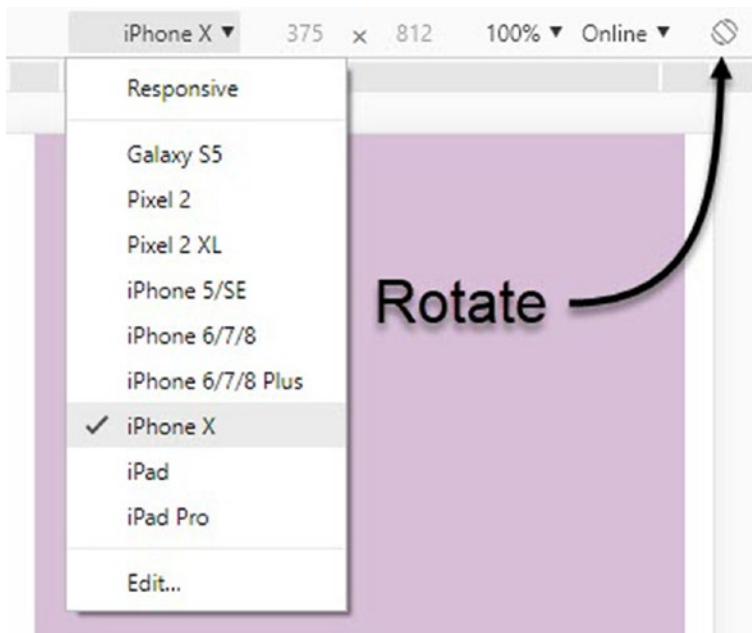 iPhone X ▼ 375 × 812 100% ▼ Online ▼
Responsive
Galaxy S5
Pixel 2
Pixel 2 XL
iPhone 5/SE
iPhone 6/7/8
iPhone 6/7/8 Plus
✓ iPhone X
iPad
iPad Pro
Edit...
Rotate